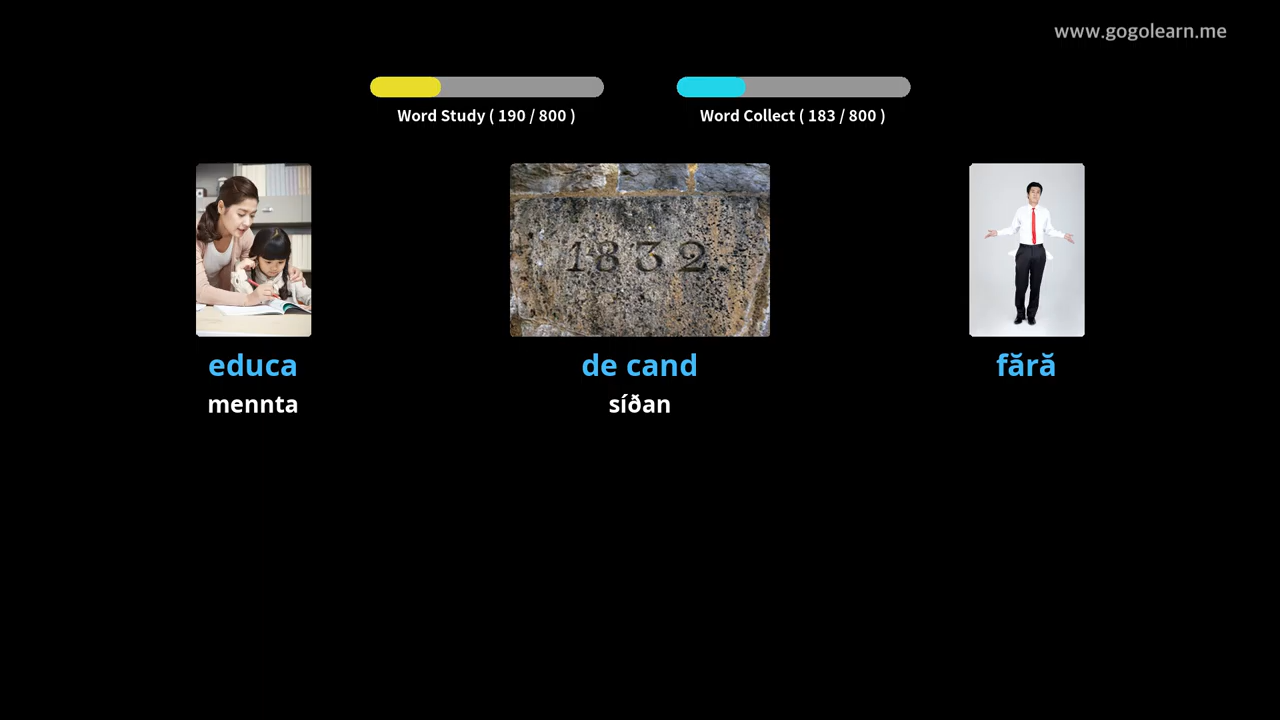 www.gogolearn.me
Word Study ( 190 / 800 )
Word Collect ( 183 / 800 )
1832.
educa
de cand
fără
mennta
síðan